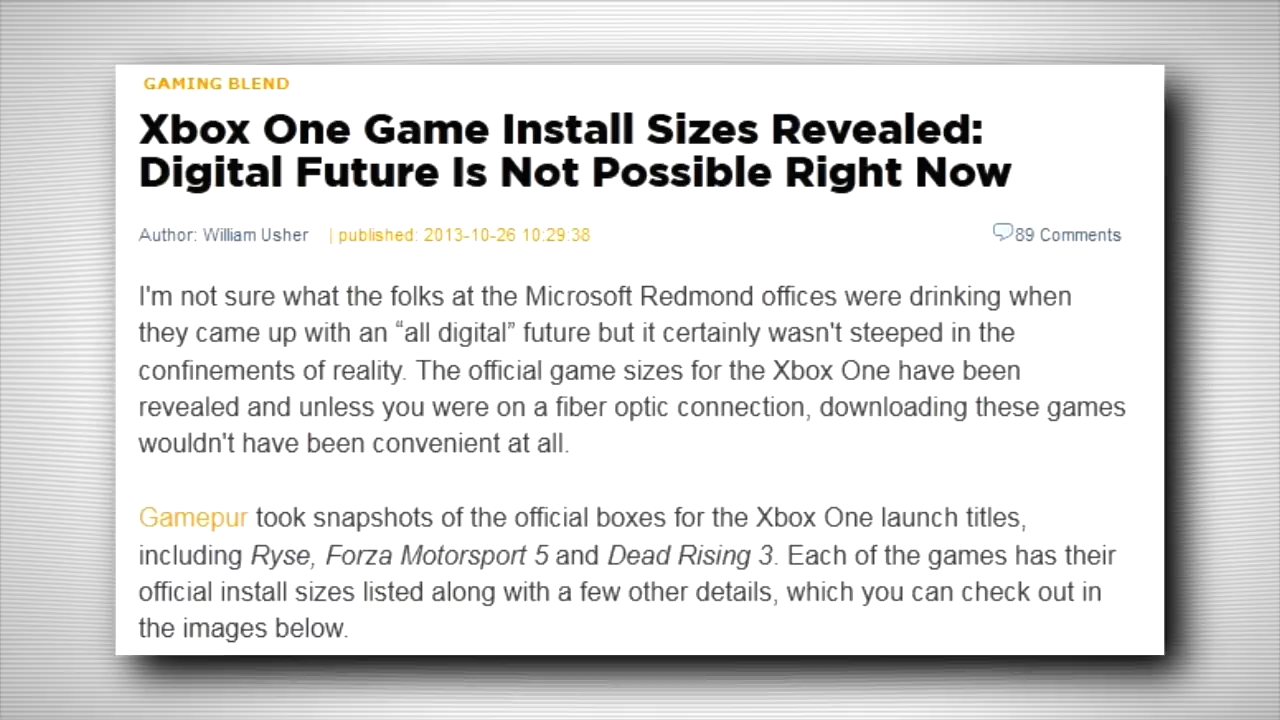 GAMING BLEND
Xbox One Game Install Sizes Revealed:
Digital Future Is Not Possible Right Now
Author: William Usher | published: 2013-10-26 10:29:38 89 Comments
I'm not sure what the folks at the Microsoft Redmond offices were drinking when
they came up with an “all digital” future but it certainly wasn't steeped in the
confinements of reality. The official game sizes for the Xbox One have been
revealed and unless you were on a fiber optic connection, downloading these games
wouldn't have been convenient at all.
Gamepur took snapshots of the official boxes for the Xbox One launch titles,
including Ryse, Forza Motorsport 5 and Dead Rising 3. Each of the games has their
official install sizes listed along with a few other details, which you can check out in
the images below.